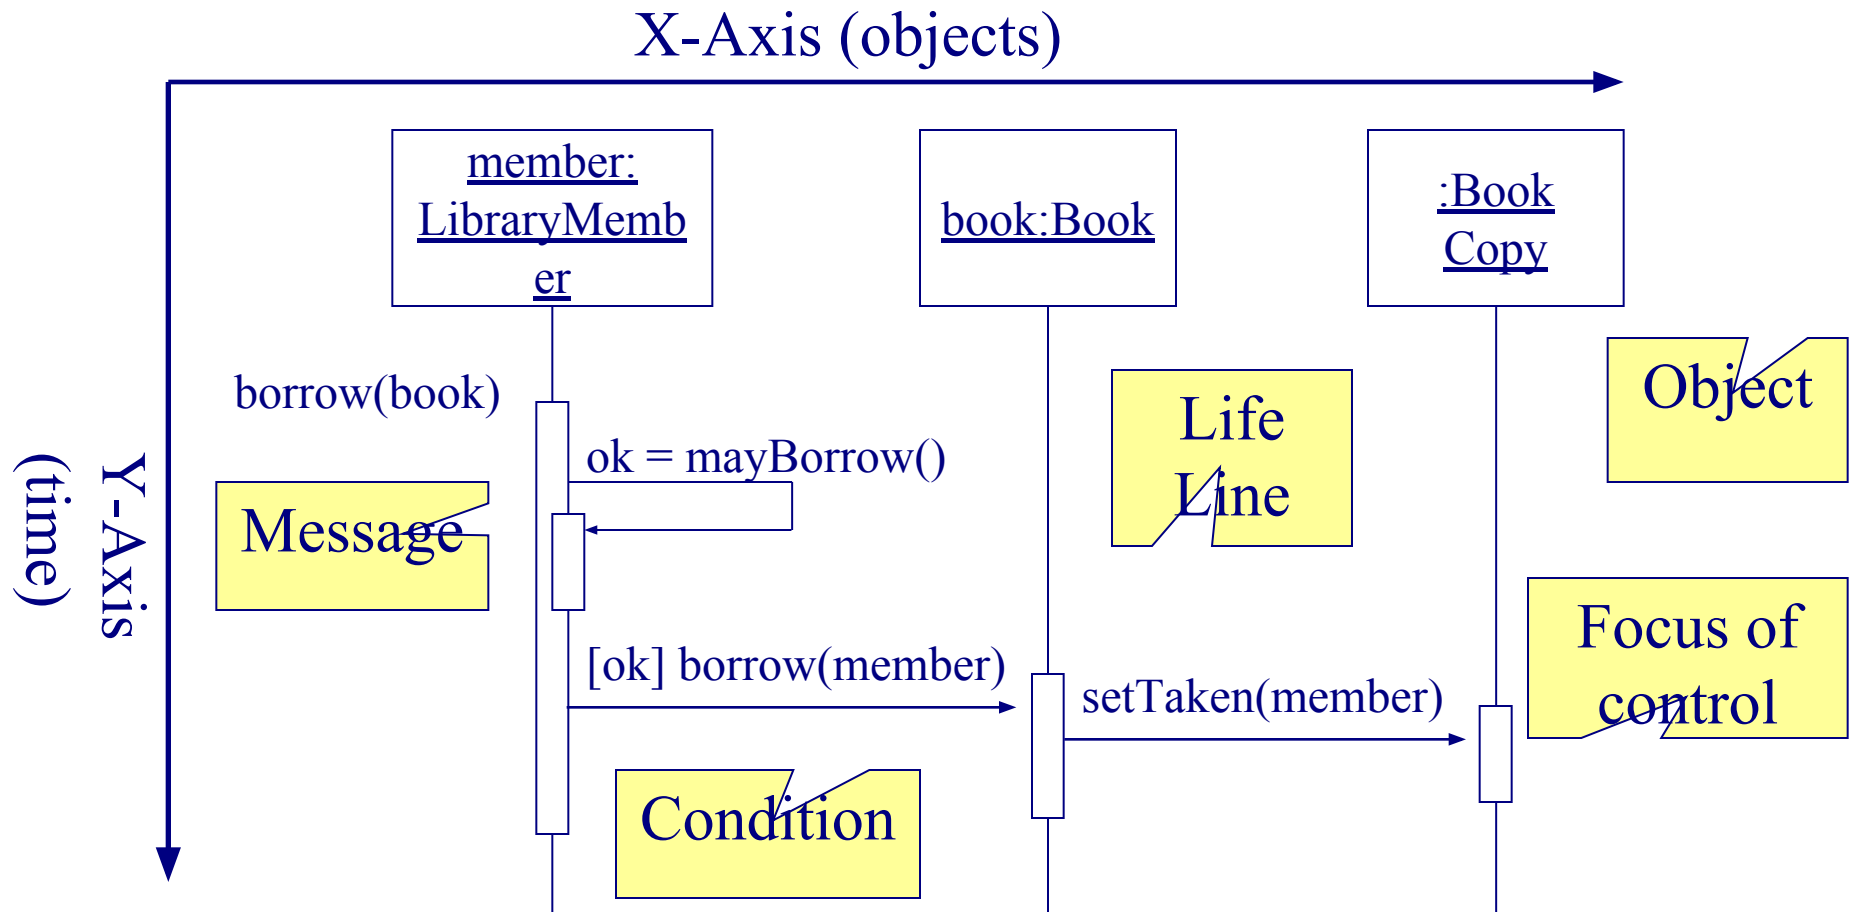 X-Axis (objects)
member:
LibraryMemb
er
book:Book
:Book
Copy
borrow(book)
ok = mayBorrow()
Life
Line
Object
Y-Axis
(time)
Message
[ok] borrow(member)
setTaken(member)
Focus of
control
Condition